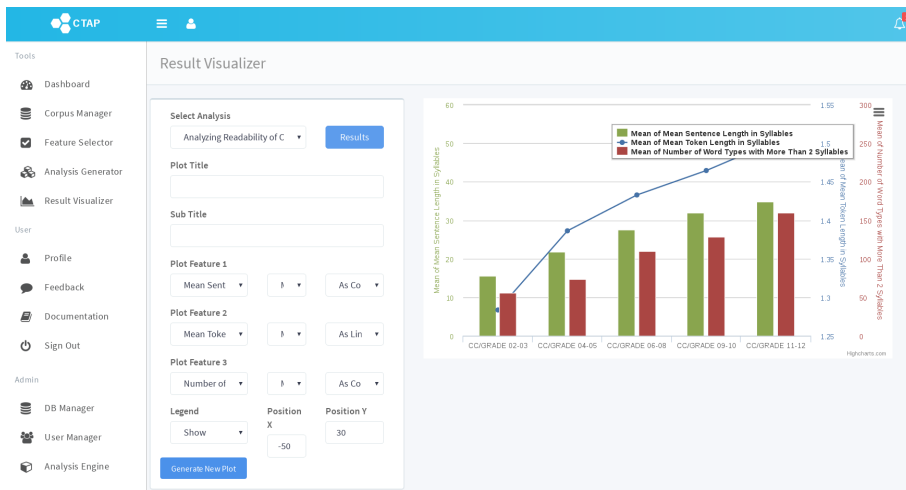 CTAP
Tools
Dashboard
Corpus Manager
Feature Selector
Analysis Generator
Result Visualizer
User
Profile
Feedback
Documentation
Sign Out
Admin
DB Manager
User Manager
Analysis Engine
Result Visualizer
Select Analysis
Analyzing Readability of C
Results
Plot Title
Sub Title
Plot Feature 1
Mean Sent
As Co
Plot Feature 2
Mean Toke
As Lin
Plot Feature 3
Number of
As Co
Legend
Position X
Position Y
Show
-50
30
Generate New Plot
Mean of Mean Sentence Length in Syllables
60
50
40
30
20
10
0
Mean of Mean Sentence Length in Syllables
Mean of Mean Token Length in Syllables
Mean of Number of Word Types with More Than 2 Syllables
CC/GRADE 02-03
CC/GRADE 04-05
CC/GRADE 06-08
CC/GRADE 09-10
CC/GRADE 11-12
1.55
1.5
1.45
1.4
1.35
1.3
1.25
Mean of Mean Token Length in Syllables
300
250
200
150
100
50
0
Mean of Number of Word Types with More Than 2 Syllables
Highcharts.com